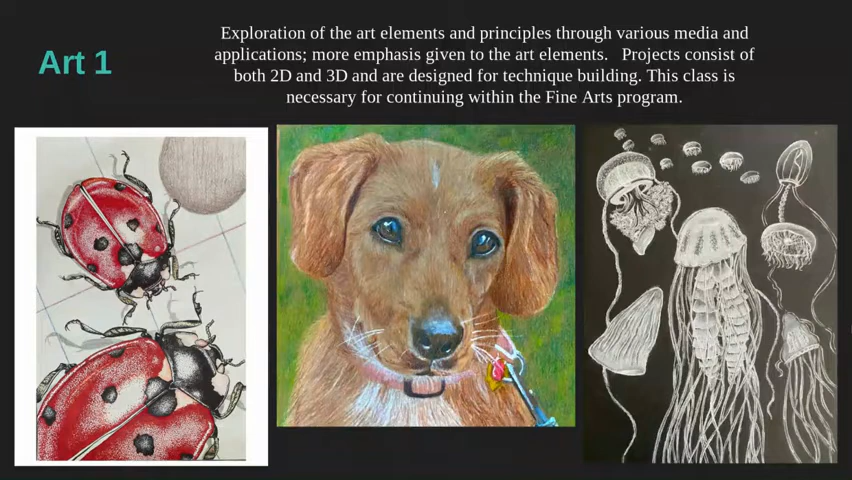 Art 1
Exploration of the art elements and principles through various media and
applications; more emphasis given to the art elements.   Projects consist of
both 2D and 3D and are designed for technique building. This class is
necessary for continuing within the Fine Arts program.